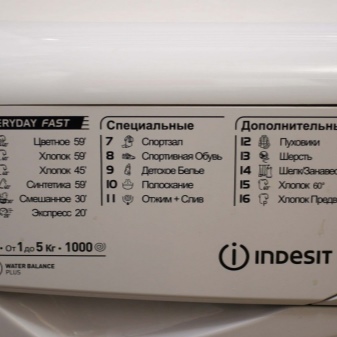 ERYDAY FAST
Цветное 59'
Хлопок 59'
Хлопок 45'
Синтетика 59'
Смешанное 30'
Экспресс 20'
• От 1 до 5 Кг • 1000
WATER BALANCE
PLUS
Специальные
7 Спортзал
8 Спортивная Обувь
9 Детское Белье
10 Полоскание
11 Отжим + Слив
Дополнительны
12 Пуховики
13 Шерсть
14 Шелк/Занавес
15 Хлопок 60°
16 Хлопок Предв
INDESIT